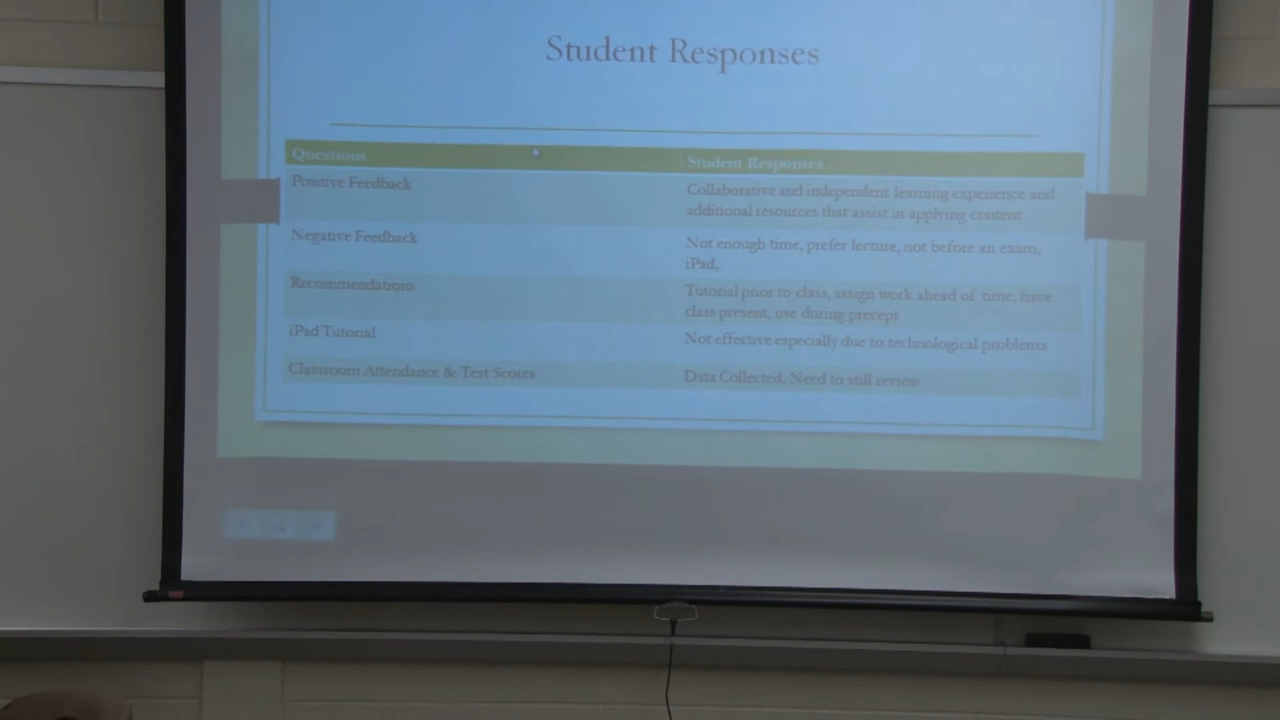 Student Responses
Questions
Student Responses
Positive Feedback
Collaborative and independent learning experience and
additional resources that assist in applying content
Negative Feedback
Not enough time, prefer lecture, not before an exam,
iPad,
Recommendations
Tutorial prior to class, assign work ahead of time, have
class present, use during precept
iPad Tutorial
Not effective especially due to technological problems
Classroom Attendance & Test Scores
Data Collected, Need to still review